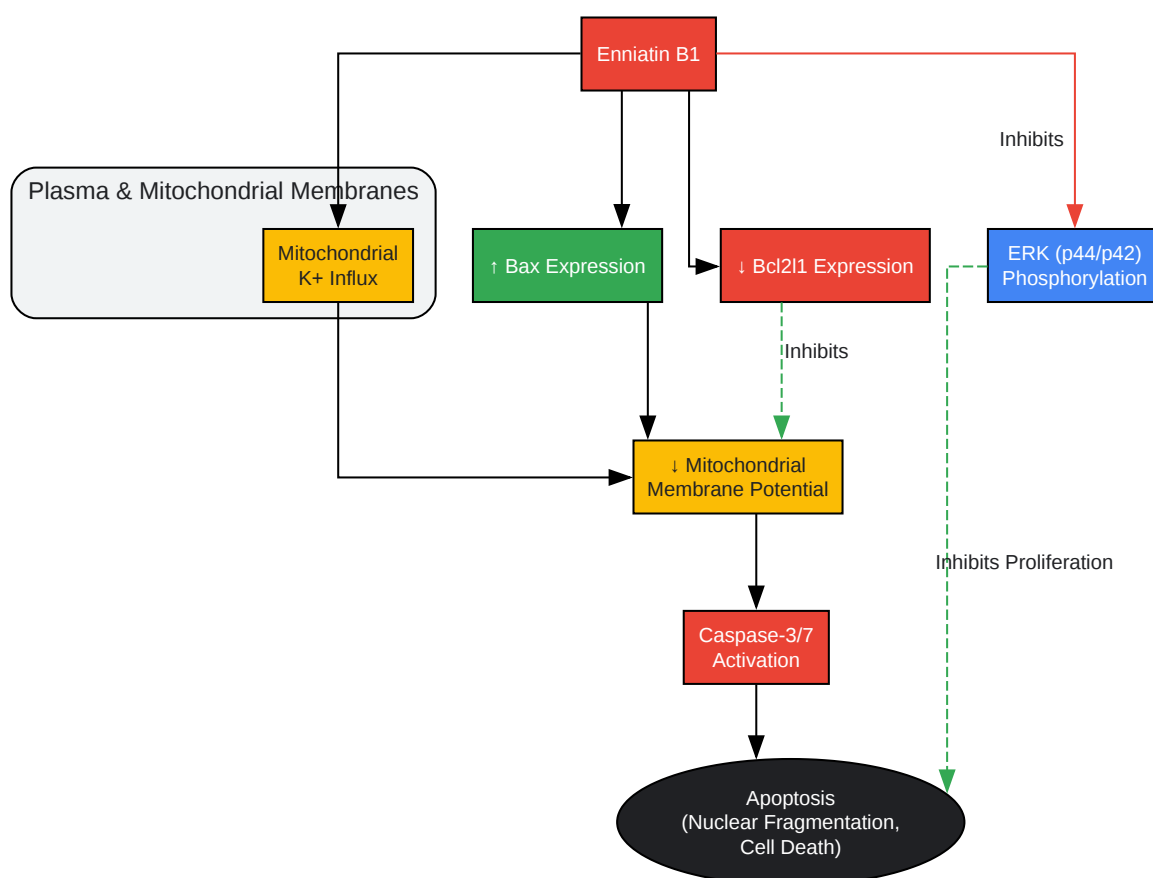 Enniatin B1
Inhibits
Plasma & Mitochondrial Membranes
Mitochondrial
K+ Influx
↑ Bax Expression
↓ Bcl2l1 Expression
ERK (p44/p42)
Phosphorylation
Inhibits
↓ Mitochondrial
Membrane Potential
Inhibits Proliferation
Caspase-3/7
Activation
Apoptosis
(Nuclear Fragmentation,
Cell Death)